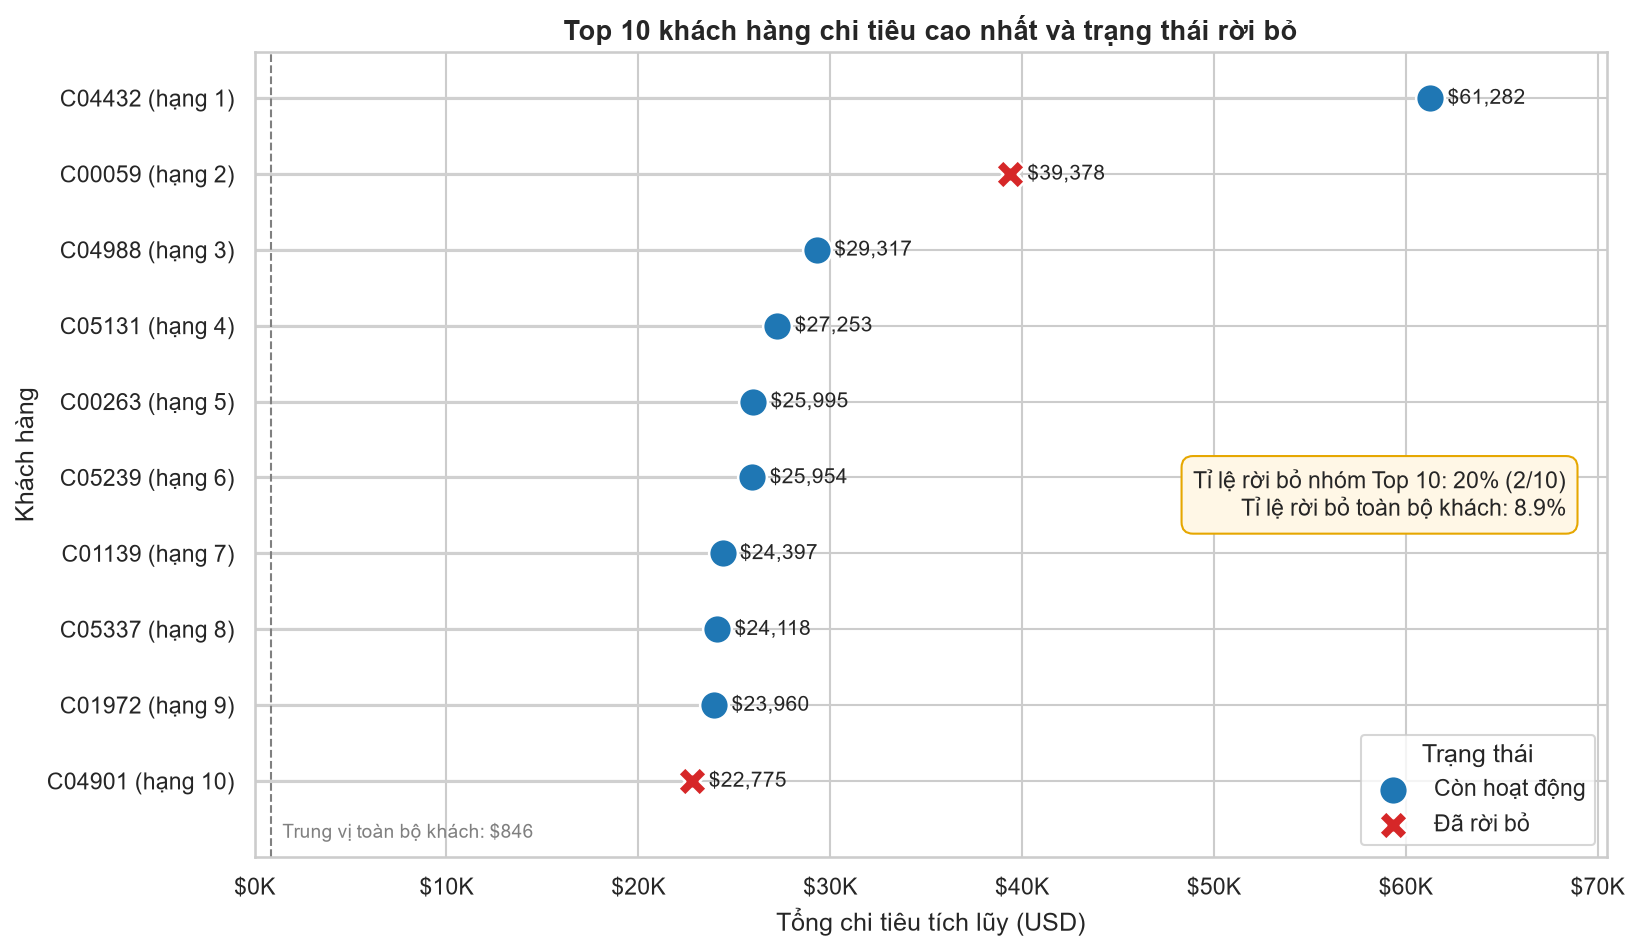 Top 10 khách hàng chi tiêu cao nhất và trạng thái rời bỏ
Khách hàng
C04432 (hạng 1)
$61,282
C00059 (hạng 2)
$39,378
C04988 (hạng 3)
$29,317
C05131 (hạng 4)
$27,253
C00263 (hạng 5)
$25,995
C05239 (hạng 6)
$25,954
Tỉ lệ rời bỏ nhóm Top 10: 20% (2/10)
Tỉ lệ rời bỏ toàn bộ khách: 8.9%
C01139 (hạng 7)
$24,397
C05337 (hạng 8)
$24,118
C01972 (hạng 9)
$23,960
C04901 (hạng 10)
$22,775
Trạng thái
Còn hoạt động
Đã rời bỏ
Trung vị toàn bộ khách: $846
$0K $10K $20K $30K $40K $50K $60K $70K
Tổng chi tiêu tích lũy (USD)